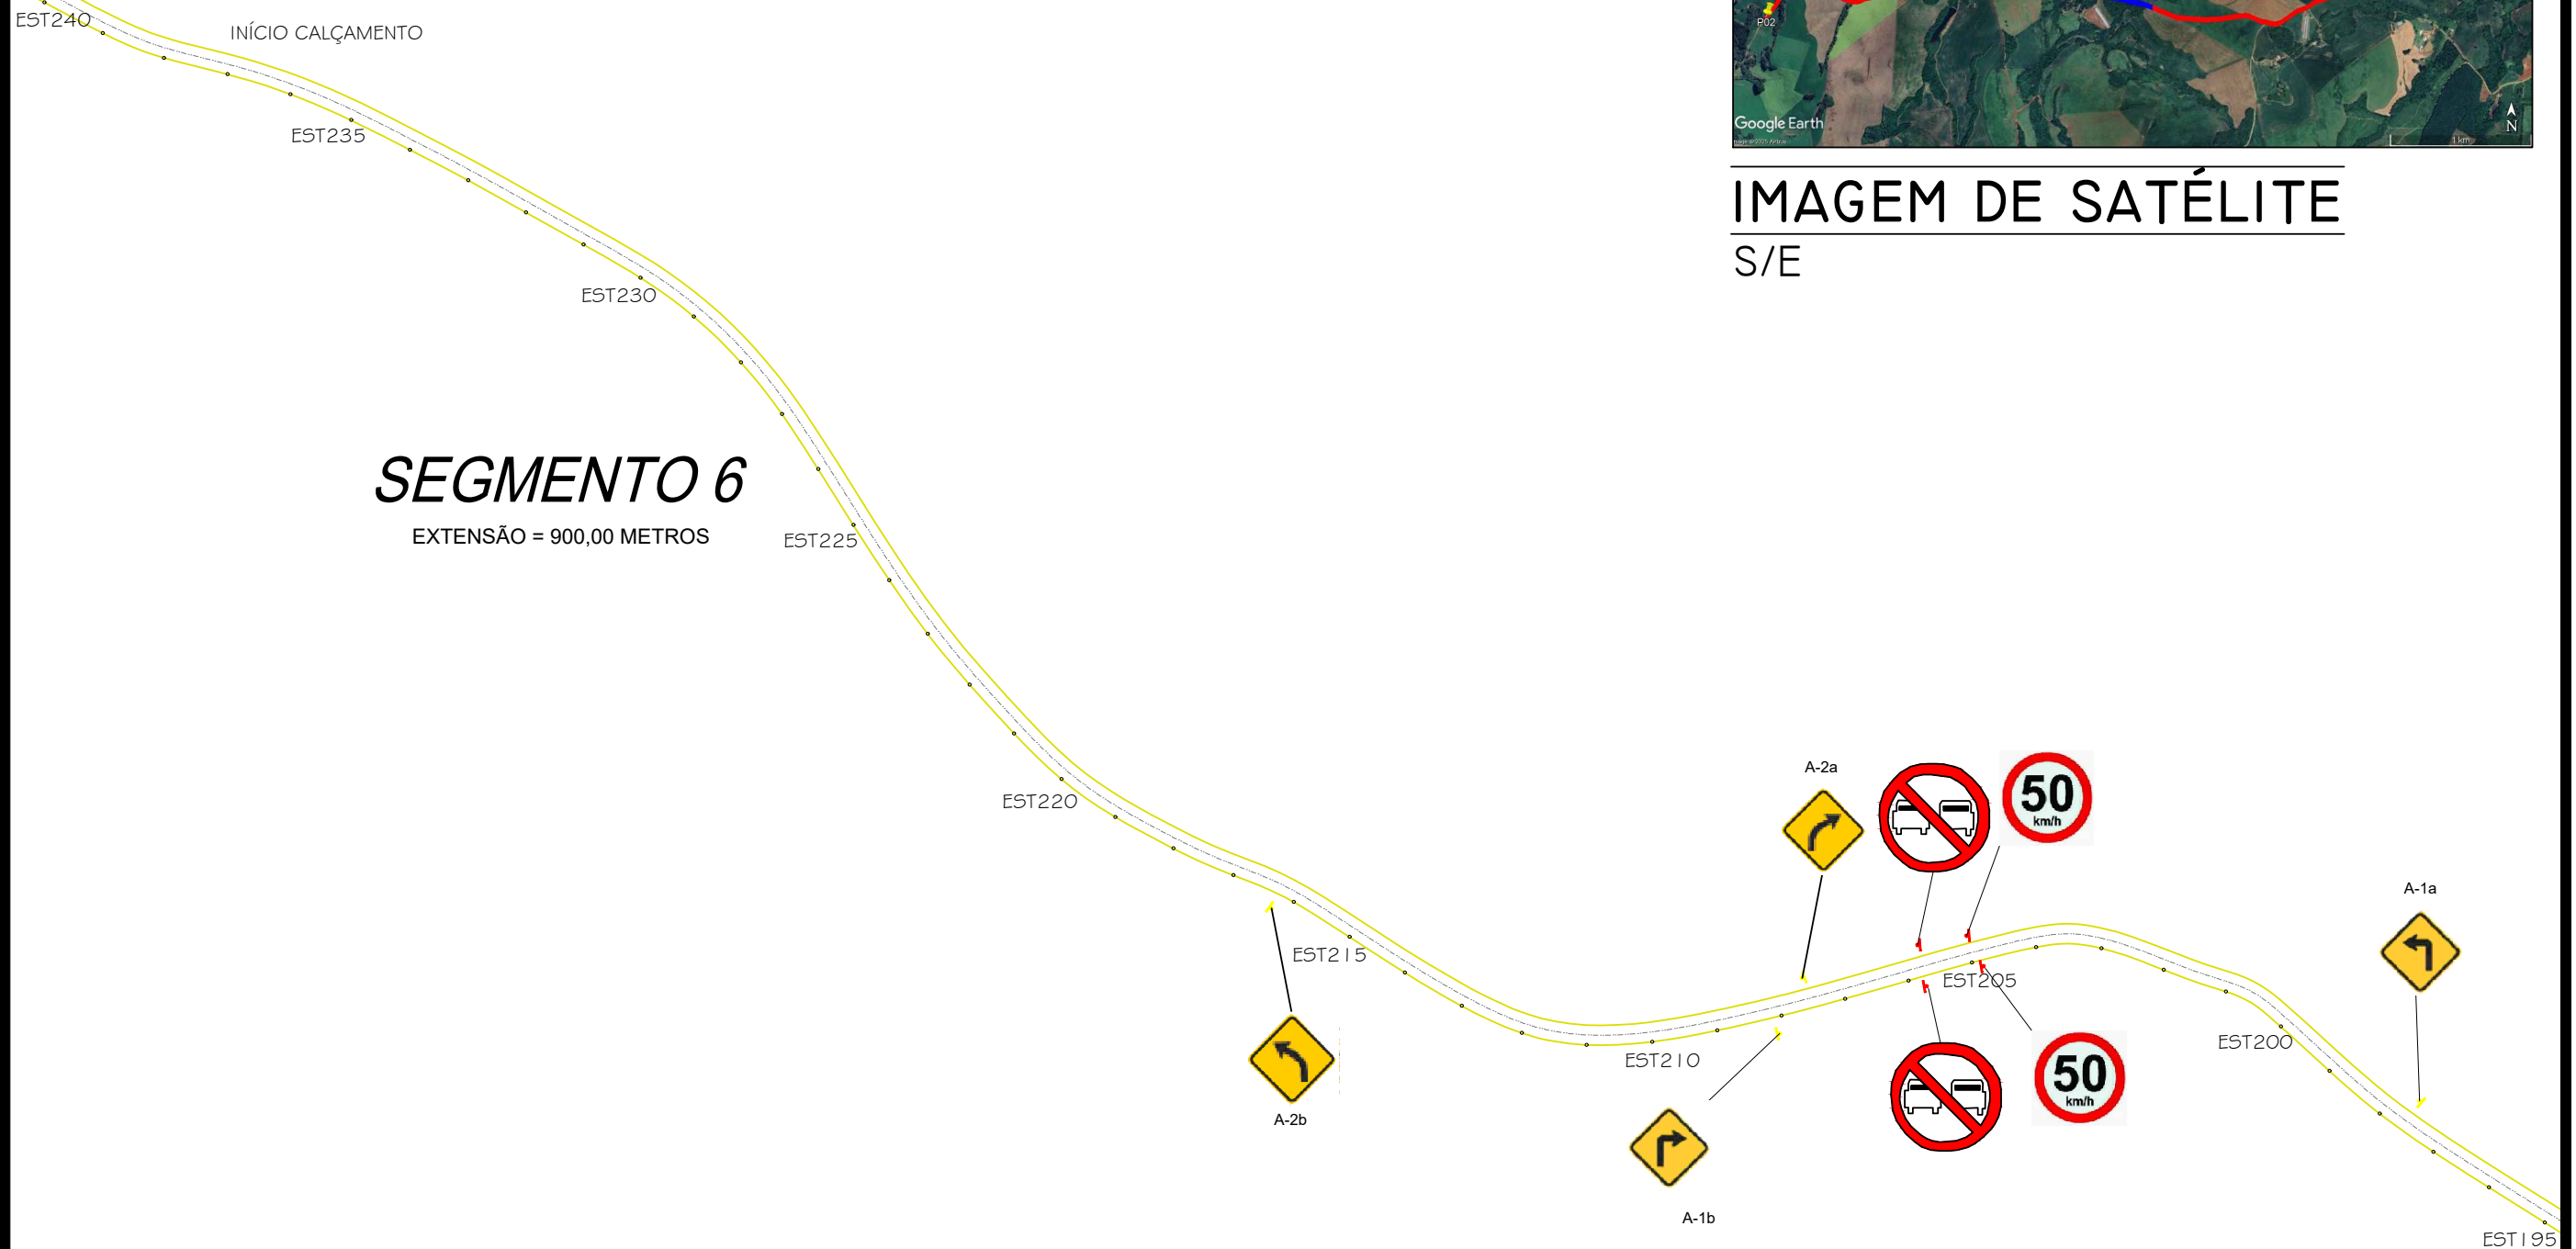 EST240
INÍCIO CALÇAMENTO
P02
EST235
Google Earth
N
1 km
IMAGEM DE SATÉLITE
S/E
EST230
SEGMENTO 6
EXTENSÃO = 900,00 METROS
EST225
EST220
A-2a
50
km/h
A-1a
EST215
EST205
EST210
EST200
50
km/h
A-2b
A-1b
EST195